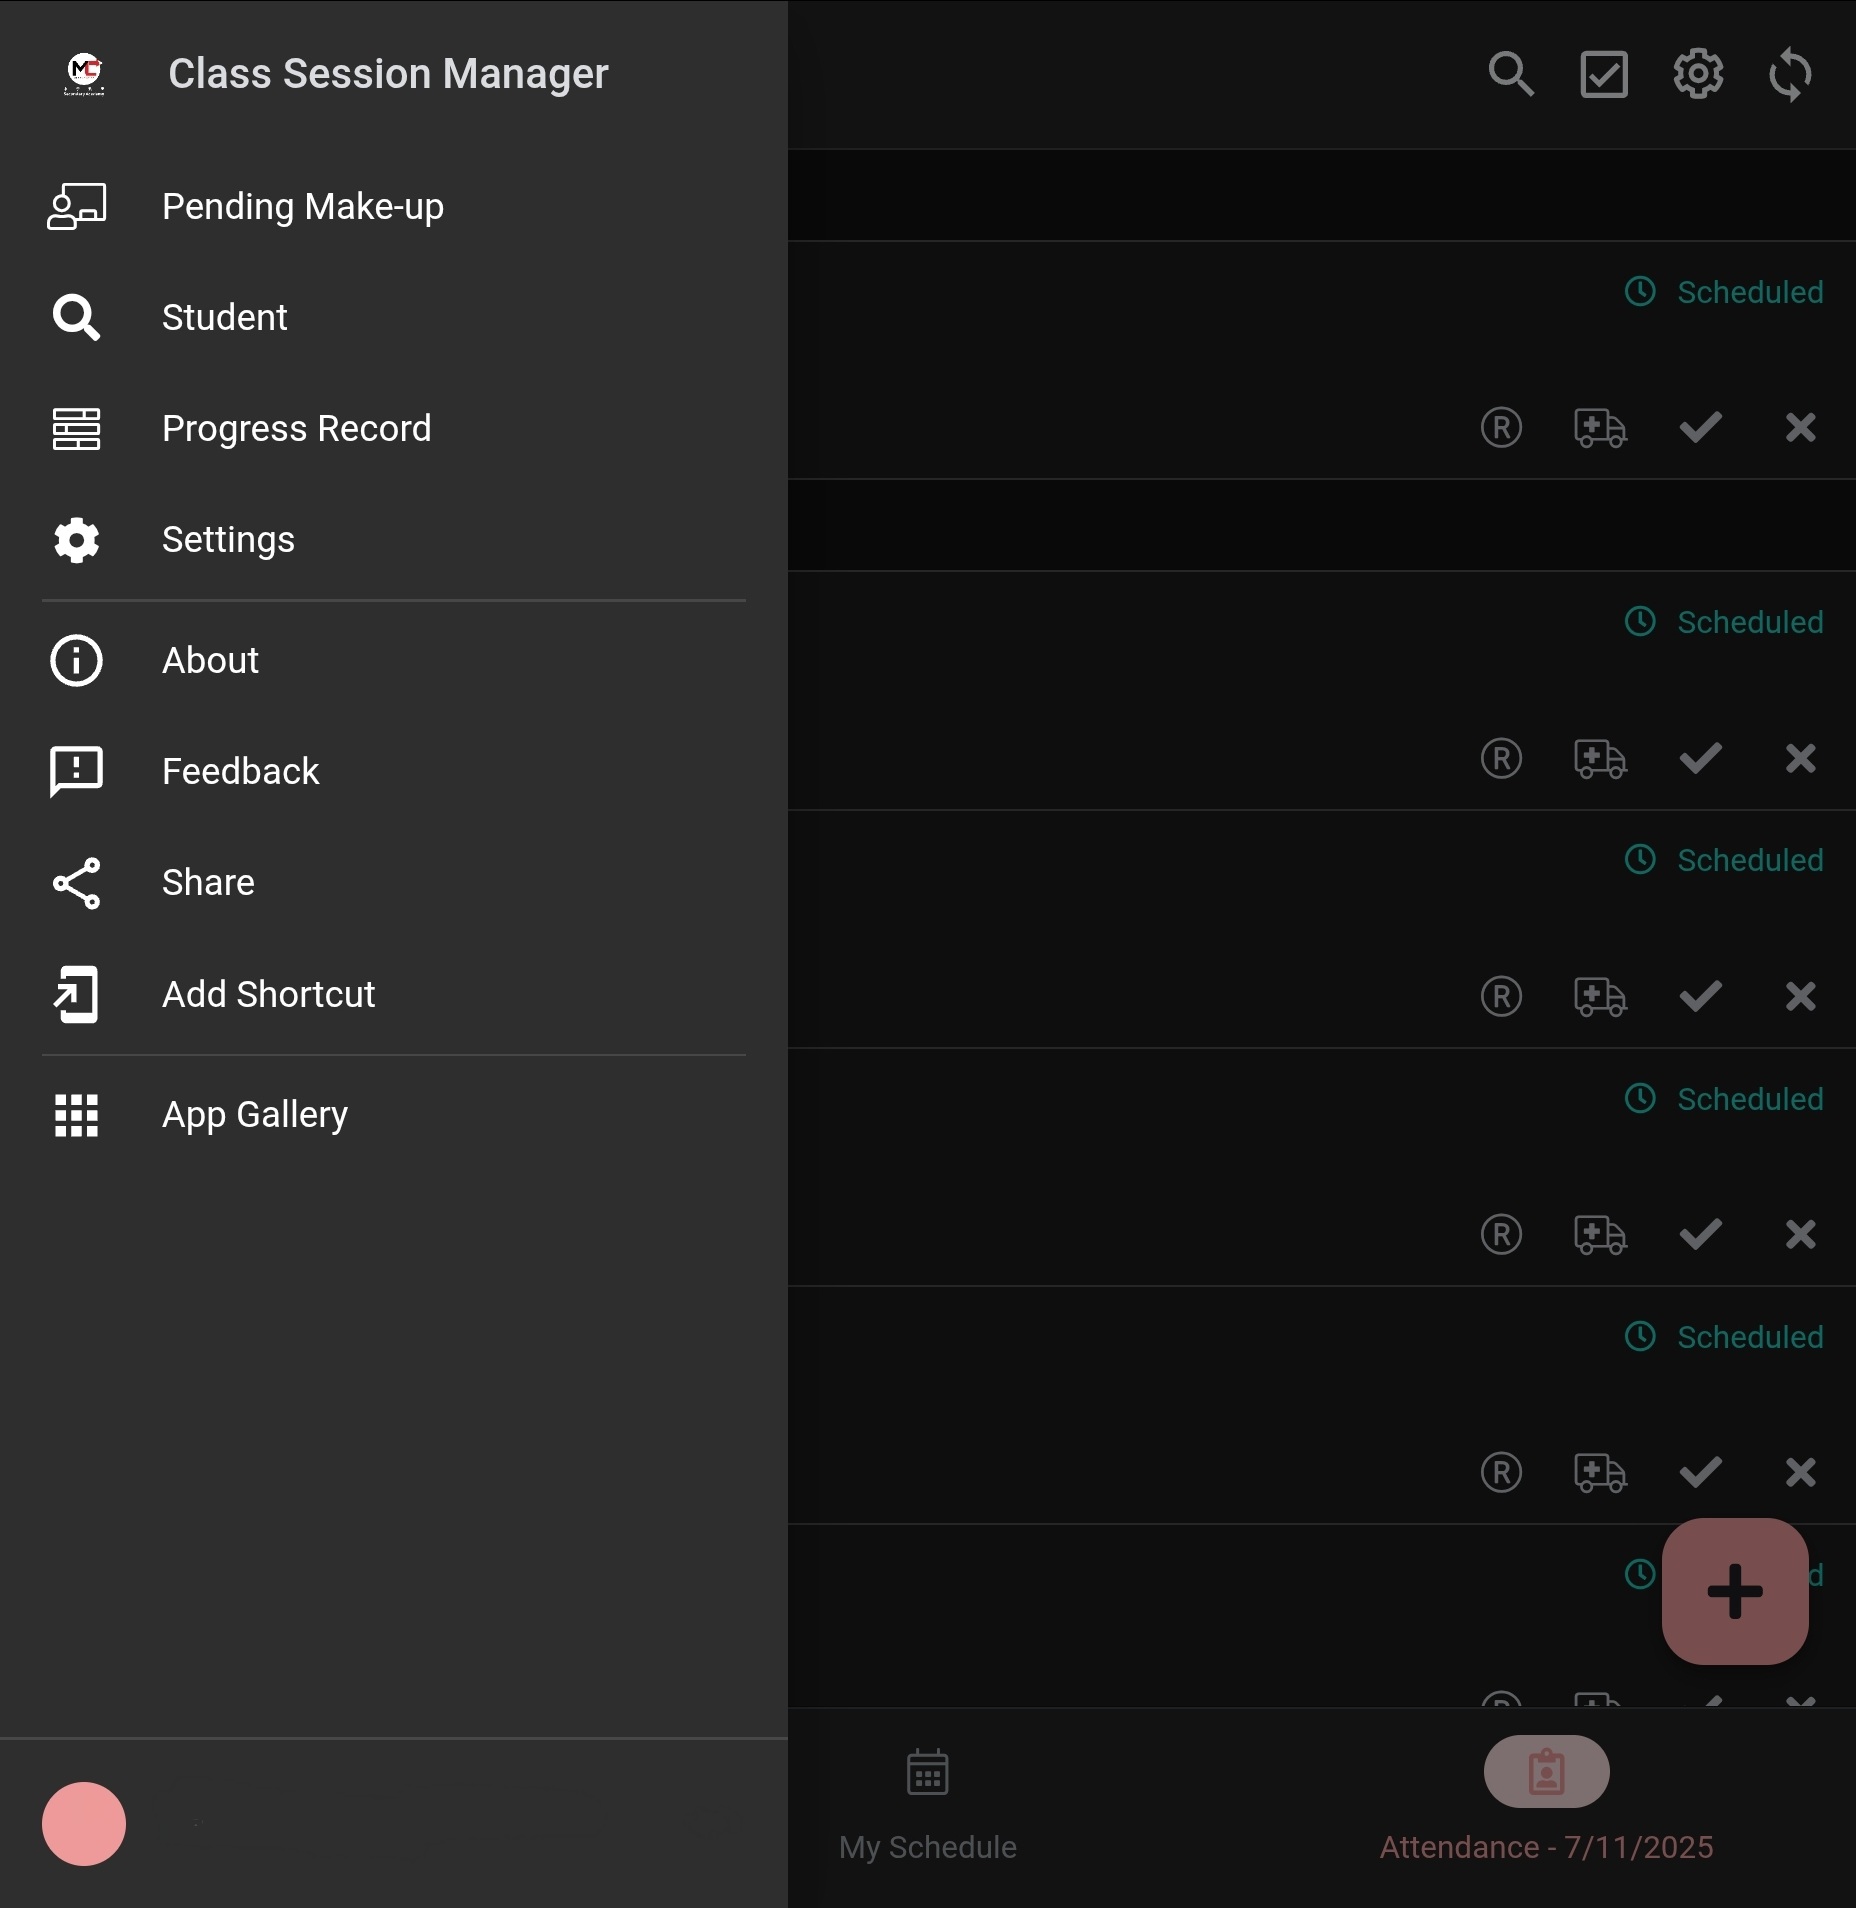 Class Session Manager
Pending Make-up
Student
Progress Record
Settings
About
Feedback
Share
Add Shortcut
App Gallery
Scheduled
R
Scheduled
R
Scheduled
R
Scheduled
R
Scheduled
R
d
My Schedule
Attendance - 7/11/2025